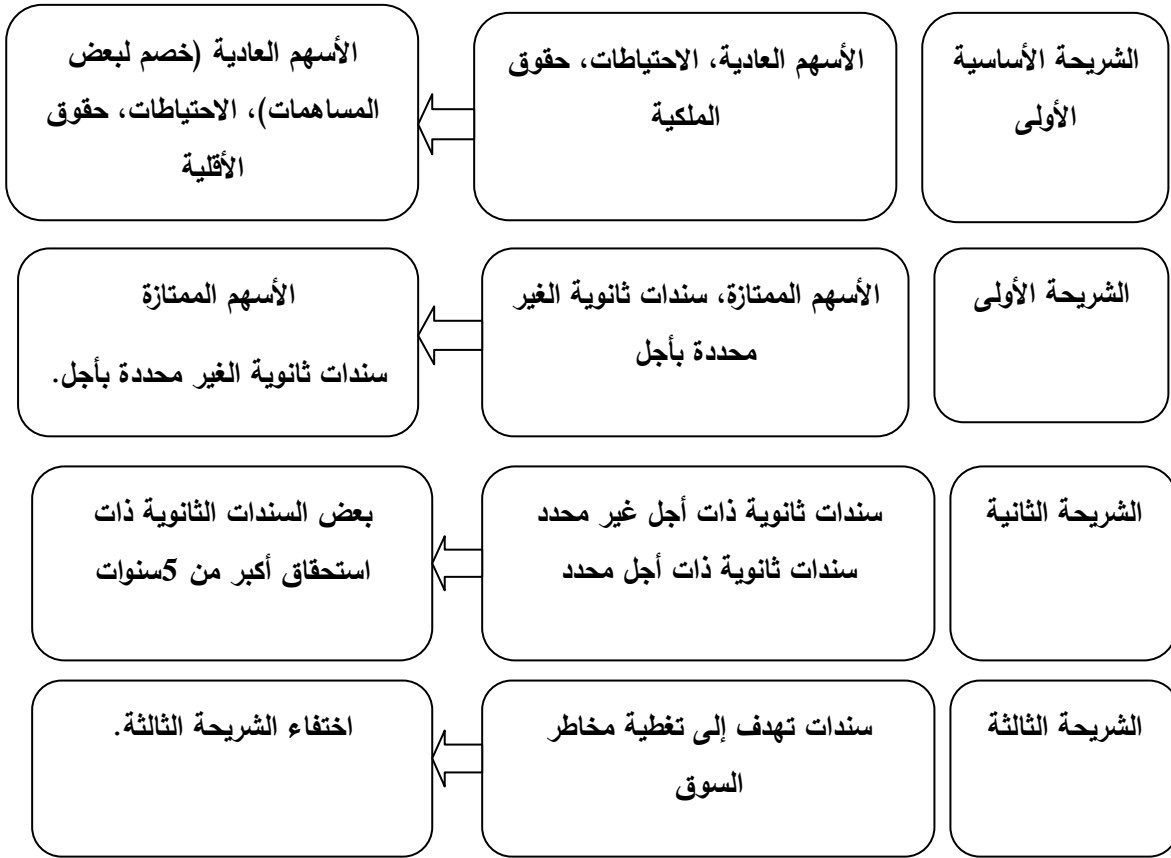 الشريحة الأساسية
الأولى
الأسهم العادية، الاحتياطات، حقوق
الملكية
الأسهم العادية (خصم لبعض
المساهمات)، الاحتياطات، حقوق
الأقلية
الشريحة الأولى
الأسهم الممتازة، سندات ثانوية الغير
محددة بأجل
الأسهم الممتازة
سندات ثانوية الغير محددة بأجل.
الشريحة الثانية
سندات ثانوية ذات أجل غير محدد
سندات ثانوية ذات أجل محدد
بعض السندات الثانوية ذات
استحقاق أكبر من 5سنوات
الشريحة الثالثة
سندات تهدف إلى تغطية مخاطر
السوق
اختفاء الشريحة الثالثة.